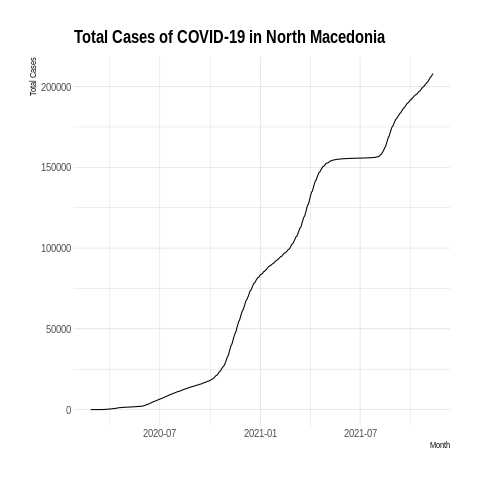 Total Cases of COVID-19 in North Macedonia
Total Cases
200000
150000
100000
50000
0
2020-07 2021-01 2021-07
Month